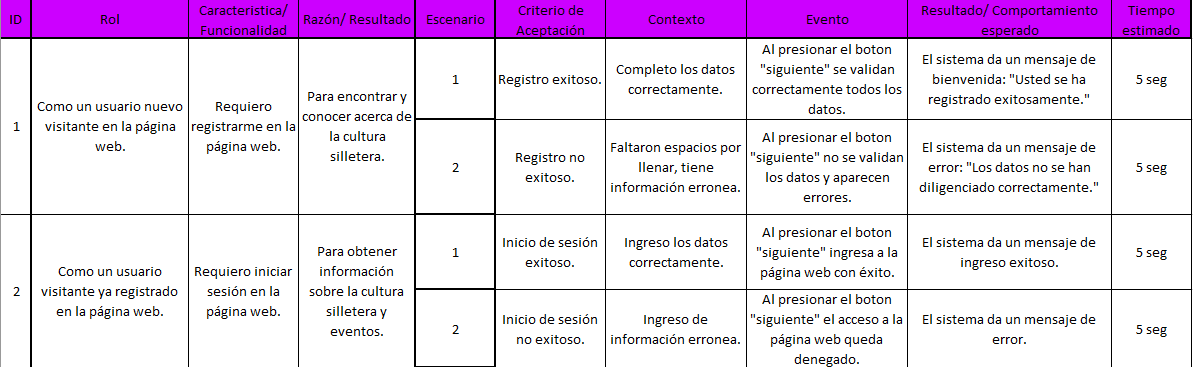 ID
Rol
Característica/
Funcionalidad
Razón/ Resultado
Escenario
Criterio de
Aceptación
Contexto
Evento
Resultado/ Comportamiento
esperado
Tiempo
estimado
1
Como un usuario nuevo
visitante en la página
web.
Requiero
registrarme en la
página web.
Para encontrar y
conocer acerca de
la cultura
silletera.
1
Registro exitoso.
Completo los datos
correctamente.
Al presionar el boton
"siguiente" se validan
correctamente todos los
datos.
El sistema da un mensaje de
bienvenida: "Usted se ha
registrado exitosamente."
5 seg
2
Registro no
exitoso.
Faltaron espacios por
llenar, tiene
información erronea.
Al presionar el boton
"siguiente" no se validan
los datos y aparecen
errores.
El sistema da un mensaje de
error: "Los datos no se han
diligenciado correctamente."
5 seg
2
Como un usuario
visitante ya registrado
en la página web.
Requiero iniciar
sesión en la
página web.
Para obtener
información
sobre la cultura
silletera y
eventos.
1
Inicio de sesión
exitoso.
Ingreso los datos
correctamente.
Al presionar el boton
"siguiente" ingresa a la
página web con éxito.
El sistema da un mensaje de
ingreso exitoso.
5 seg
2
Inicio de sesión
no exitoso.
Ingreso de
información erronea.
Al presionar el boton
"siguiente" el acceso a la
página web queda
denegado.
El sistema da un mensaje de
error.
5 seg